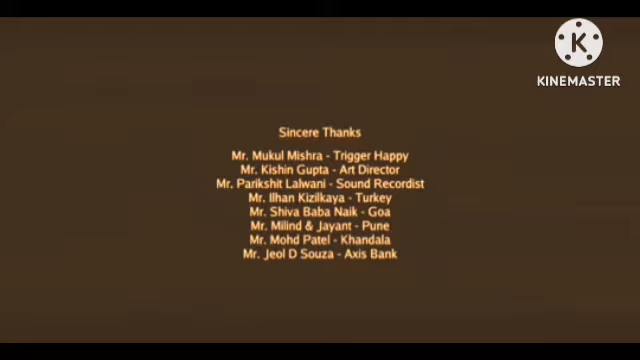 KINEMASTER
Sincere Thanks
Mr. Mukul Mishra - Trigger Happy
Mr. Kishin Gupta - Art Director
Mr. Parikshit Lalwani - Sound Recordist
Mr. Ilhan Kizilkaya - Turkey
Mr. Shiva Baba Naik - Goa
Mr. Milind & Jayant - Pune
Mr. Mohd Patel - Khandala
Mr. Jeol D Souza - Axis Bank